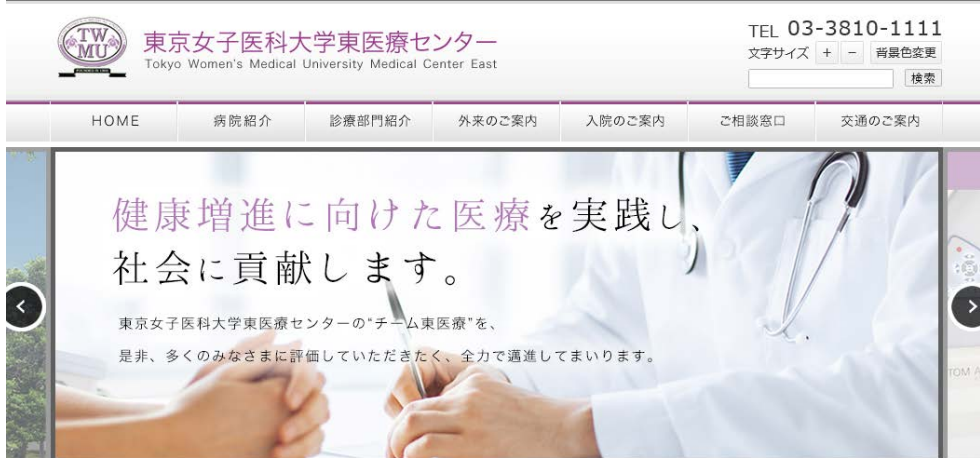 TWMU
東京女子医科大学東医療センター
Tokyo Women's Medical University Medical Center East
TEL 03-3810-1111
文字サイズ + − 背景色変更
検索
HOME 病院紹介 診療部門紹介 外来のご案内 入院のご案内 ご相談窓口 交通のご案内
健康増進に向けた医療を実践し、
社会に貢献します。
東京女子医科大学東医療センターの“チーム東医療”を、
是非、多くのみなさまに評価していただきたく、全力で邁進してまいります。